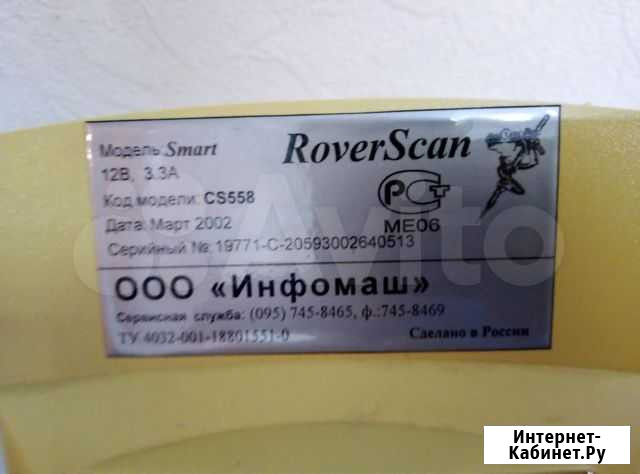 Модель Smart
RoverScan
12В, 3.3А
Код модели: CS558
РСТ
Дата: Март 2002
МЕ06
Серийный №: 19771-C-20593002640513
Avito
ООО «Инфомаш»
Сервисная служба: (095) 745-8465, ф.:745-8469
ТУ 4032-001-18801551-0
Сделано в России
Интернет-
Кабинет.Ру